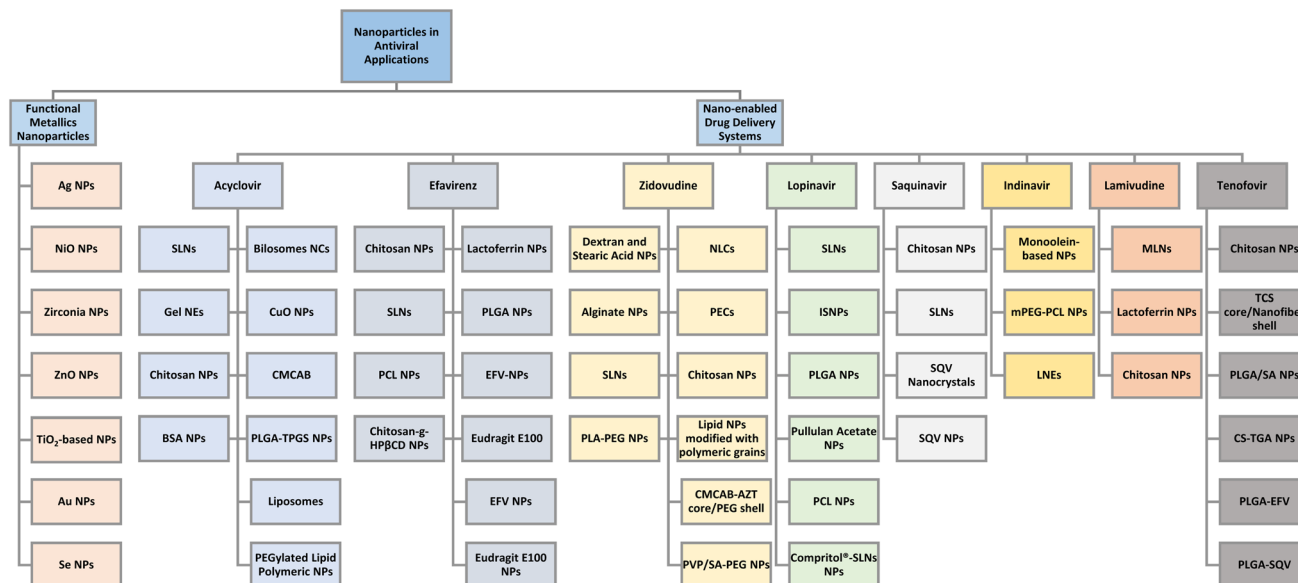 Nanoparticles in
Antiviral
Applications
Functional
Metallics
Nanoparticles
Nano-enabled
Drug Delivery
Systems
Ag NPs
NiO NPs
Zirconia NPs
ZnO NPs
TiO₂-based NPs
Au NPs
Se NPs
Acyclovir
SLNs
Gel NEs
Chitosan NPs
BSA NPs
Bilosomes NCs
CuO NPs
CMCAB
PLGA-TPGS NPs
Liposomes
PEGylated Lipid
Polymeric NPs
Efavirenz
Chitosan NPs
SLNs
PCL NPs
Chitosan-g-
HPβCD NPs
Lactoferrin NPs
PLGA NPs
EFV-NPs
Eudragit E100
EFV NPs
Eudragit E100
NPs
Zidovudine
Dextran and
Stearic Acid NPs
Alginate NPs
SLNs
PLA-PEG NPs
NLCs
PECs
Chitosan NPs
Lipid NPs
modified with
polymeric grains
CMCAB-AZT
core/PEG shell
PVP/SA-PEG NPs
Lopinavir
SLNs
ISNPs
PLGA NPs
Pullulan Acetate
NPs
PCL NPs
Compritol®-SLNs
NPs
Saquinavir
Chitosan NPs
SLNs
SQV
Nanocrystals
SQV NPs
Indinavir
Monoolein-
based NPs
mPEG-PCL NPs
LNEs
Lamivudine
MLNs
Lactoferrin NPs
Chitosan NPs
Tenofovir
Chitosan NPs
TCS
core/Nanofibe
shell
PLGA/SA NPs
CS-TGA NPs
PLGA-EFV
PLGA-SQV